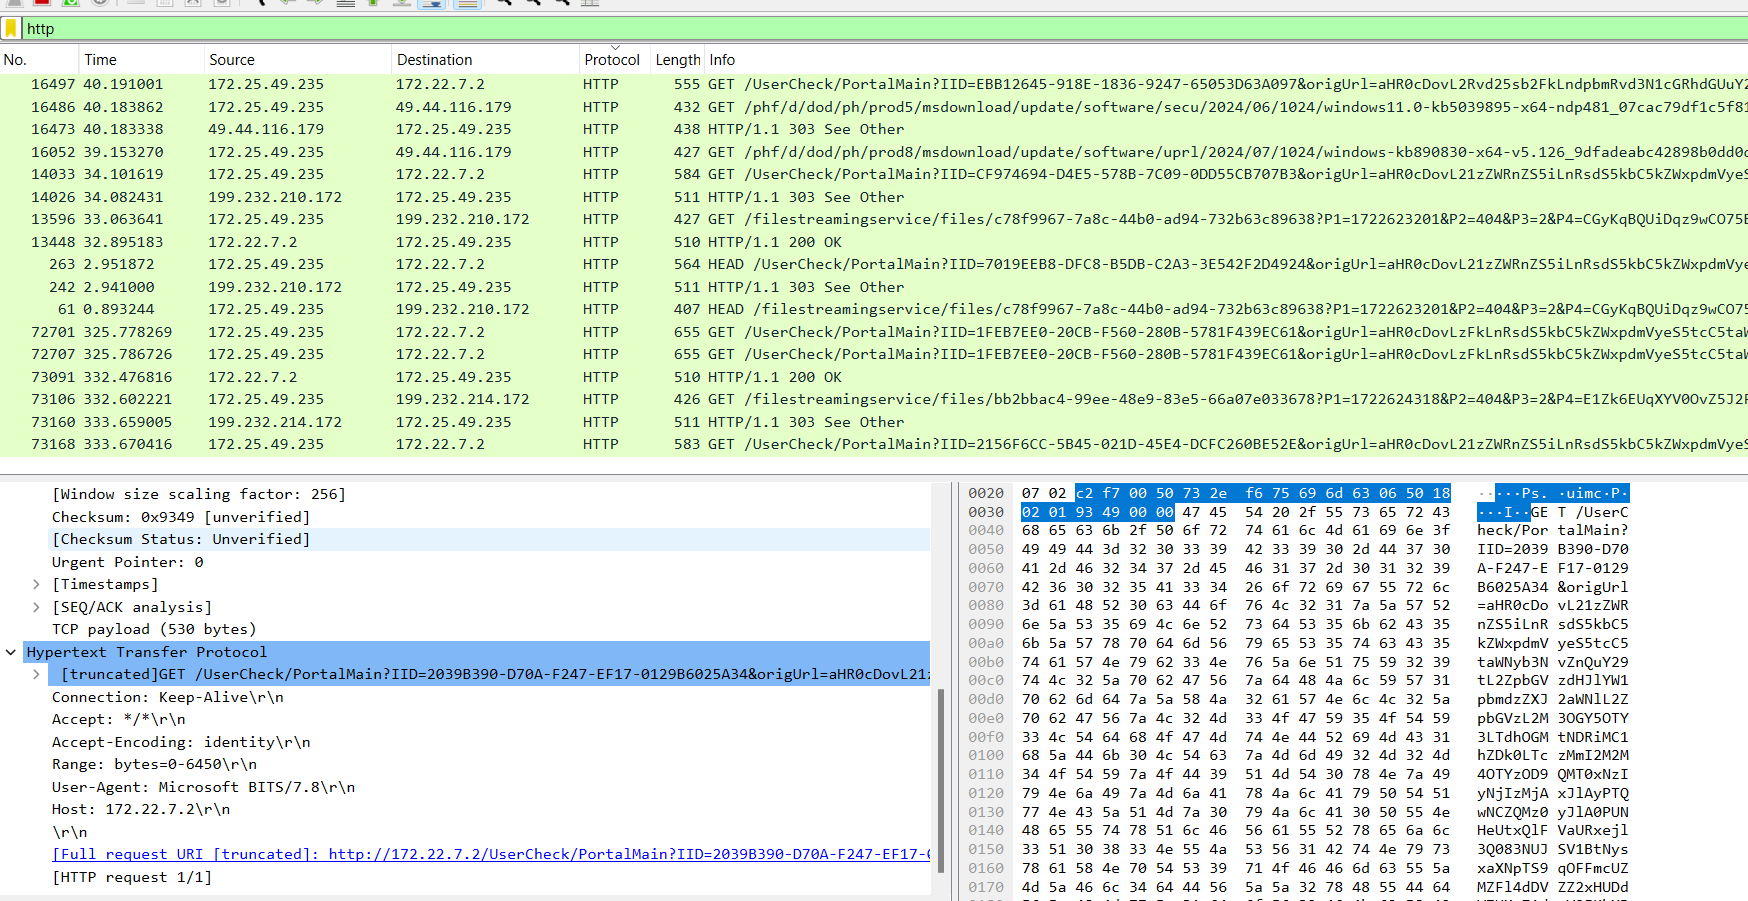 http
No. Time Source Destination Protocol Length Info
16497 40.191001 172.25.49.235 172.22.7.2 HTTP 555 GET /UserCheck/PortalMain?IID=EBB12645-918E-1836-9247-65053D63A097&origUrl=aHR0cDovL2Rvd25sb2FkLndpbmRvd3N1cGRhdGUuY2
16486 40.183862 172.25.49.235 49.44.116.179 HTTP 432 GET /phf/d/dod/ph/prod5/msdownload/update/software/secu/2024/06/1024/windows11.0-kb5039895-x64-ndp481_07cac79df1c5f81
16473 40.183338 49.44.116.179 172.25.49.235 HTTP 438 HTTP/1.1 303 See Other
16052 39.153270 172.25.49.235 49.44.116.179 HTTP 427 GET /phf/d/dod/ph/prod8/msdownload/update/software/uprl/2024/07/1024/windows-kb890830-x64-v5.126_9dfadeabc42898b0dd0c
14033 34.101619 172.25.49.235 172.22.7.2 HTTP 584 GET /UserCheck/PortalMain?IID=CF974694-D4E5-578B-7C09-0DD55CB707B3&origUrl=aHR0cDovL21zZWRnZS5iLnRsdS5kbC5kZWxpdmVyeS
14026 34.082431 199.232.210.172 172.25.49.235 HTTP 511 HTTP/1.1 303 See Other
13596 33.063641 172.25.49.235 199.232.210.172 HTTP 427 GET /filestreamingservice/files/c78f9967-7a8c-44b0-ad94-732b63c89638?P1=1722623201&P2=404&P3=2&P4=CGyKqBQUiDqz9wCO75E
13448 32.895183 172.22.7.2 172.25.49.235 HTTP 510 HTTP/1.1 200 OK
263 2.951872 172.25.49.235 172.22.7.2 HTTP 564 HEAD /UserCheck/PortalMain?IID=7019EEB8-DFC8-B5DB-C2A3-3E542F2D4924&origUrl=aHR0cDovL21zZWRnZS5iLnRsdS5kbC5kZWxpdmVye
242 2.941000 199.232.210.172 172.25.49.235 HTTP 511 HTTP/1.1 303 See Other
61 0.893244 172.25.49.235 199.232.210.172 HTTP 407 HEAD /filestreamingservice/files/c78f9967-7a8c-44b0-ad94-732b63c89638?P1=1722623201&P2=404&P3=2&P4=CGyKqBQUiDqz9wCO75
72701 325.778269 172.25.49.235 172.22.7.2 HTTP 655 GET /UserCheck/PortalMain?IID=1FEB7EE0-20CB-F560-280B-5781F439EC61&origUrl=aHR0cDovLzFkLnRsdS5kbC5kZWxpdmVyeS5tcC5taW
72707 325.786726 172.25.49.235 172.22.7.2 HTTP 655 GET /UserCheck/PortalMain?IID=1FEB7EE0-20CB-F560-280B-5781F439EC61&origUrl=aHR0cDovLzFkLnRsdS5kbC5kZWxpdmVyeS5tcC5taW
73091 332.476816 172.22.7.2 172.25.49.235 HTTP 510 HTTP/1.1 200 OK
73106 332.602221 172.25.49.235 199.232.214.172 HTTP 426 GET /filestreamingservice/files/bb2bbac4-99ee-48e9-83e5-66a07e033678?P1=1722624318&P2=404&P3=2&P4=E1Zk6EUqXYV0OvZ5J2F
73160 333.659005 199.232.214.172 172.25.49.235 HTTP 511 HTTP/1.1 303 See Other
73168 333.670416 172.25.49.235 172.22.7.2 HTTP 583 GET /UserCheck/PortalMain?IID=2156F6CC-5B45-021D-45E4-DCFC260BE52E&origUrl=aHR0cDovL21zZWRnZS5iLnRsdS5kbC5kZWxpdmVyeS
[Window size scaling factor: 256]
Checksum: 0x9349 [unverified]
[Checksum Status: Unverified]
Urgent Pointer: 0
[Timestamps]
[SEQ/ACK analysis]
TCP payload (530 bytes)
Hypertext Transfer Protocol
[truncated]GET /UserCheck/PortalMain?IID=2039B390-D70A-F247-EF17-0129B6025A34&origUrl=aHR0cDovL21z
Connection: Keep-Alive\r\n
Accept: */*\r\n
Accept-Encoding: identity\r\n
Range: bytes=0-6450\r\n
User-Agent: Microsoft BITS/7.8\r\n
Host: 172.22.7.2\r\n
\r\n
[Full request URI [truncated]: http://172.22.7.2/UserCheck/PortalMain?IID=2039B390-D70A-F247-EF17-0
[HTTP request 1/1]
0020 07 02 c2 f7 00 50 73 2e f6 75 69 6d 63 06 50 18 ·····Ps. ·uimc·P·
0030 02 01 93 49 00 00 47 45 54 20 2f 55 73 65 72 43 ···I··GE T /UserC
0040 68 65 63 6b 2f 50 6f 72 74 61 6c 4d 61 69 6e 3f heck/Por talMain?
0050 49 49 44 3d 32 30 33 39 42 33 39 30 2d 44 37 30 IID=2039 B390-D70
0060 41 2d 46 32 34 37 2d 45 46 31 37 2d 30 31 32 39 A-F247-E F17-0129
0070 42 36 30 32 35 41 33 34 26 6f 72 69 67 55 72 6c B6025A34 &origUrl
0080 3d 61 48 52 30 63 44 6f 76 4c 32 31 7a 5a 57 52 =aHR0cDo vL21zZWR
0090 6e 5a 53 35 69 4c 6e 52 73 64 53 35 6b 62 43 35 nZS5iLnR sdS5kbC5
00a0 6b 5a 57 78 70 64 6d 56 79 65 53 35 74 63 43 35 kZWxpdmV yeS5tcC5
00b0 74 61 57 4e 79 62 33 4e 76 5a 6e 51 75 59 32 39 taWNyb3N vZnQuY29
00c0 74 4c 32 5a 70 62 47 56 7a 64 48 4a 6c 59 57 31 tL2ZpbGV zdHJlYW1
00d0 70 62 6d 64 7a 5a 58 4a 32 61 57 4e 6c 4c 32 5a pbmdzZXJ 2aWNlL2Z
00e0 70 62 47 56 7a 4c 32 4d 33 4f 47 59 35 4f 54 59 pbGVzL2M 3OGY5OTY
00f0 33 4c 54 64 68 4f 47 4d 74 4e 44 52 69 4d 43 31 3LTdhOGM tNDRiMC1
0100 68 5a 44 6b 30 4c 54 63 7a 4d 6d 49 32 4d 32 4d hZDk0LTc zMmI2M2M
0110 34 4f 54 59 7a 4f 44 39 51 4d 54 30 78 4e 7a 49 4OTYzOD9 QMT0xNzI
0120 79 4e 6a 49 7a 4d 6a 41 78 4a 6c 41 79 50 54 51 yNjIzMjA xJlAyPTQ
0130 77 4e 43 5a 51 4d 7a 30 79 4a 6c 41 30 50 55 4e wNCZQMz0 yJlA0PUN
0140 48 65 55 74 78 51 6c 46 56 61 55 52 78 65 6a 6c HeUtxQlF VaURxejl
0150 33 51 30 38 33 4e 55 4a 53 56 31 42 74 4e 79 73 3Q083NUJ SV1BtNys
0160 78 61 58 4e 70 54 53 39 71 4f 46 46 6d 63 55 5a xaXNpTS9 qOFFmcUZ
0170 4d 5a 46 6c 34 64 44 56 5a 5a 32 78 48 55 44 64 MZFl4dDV ZZ2xHUDd